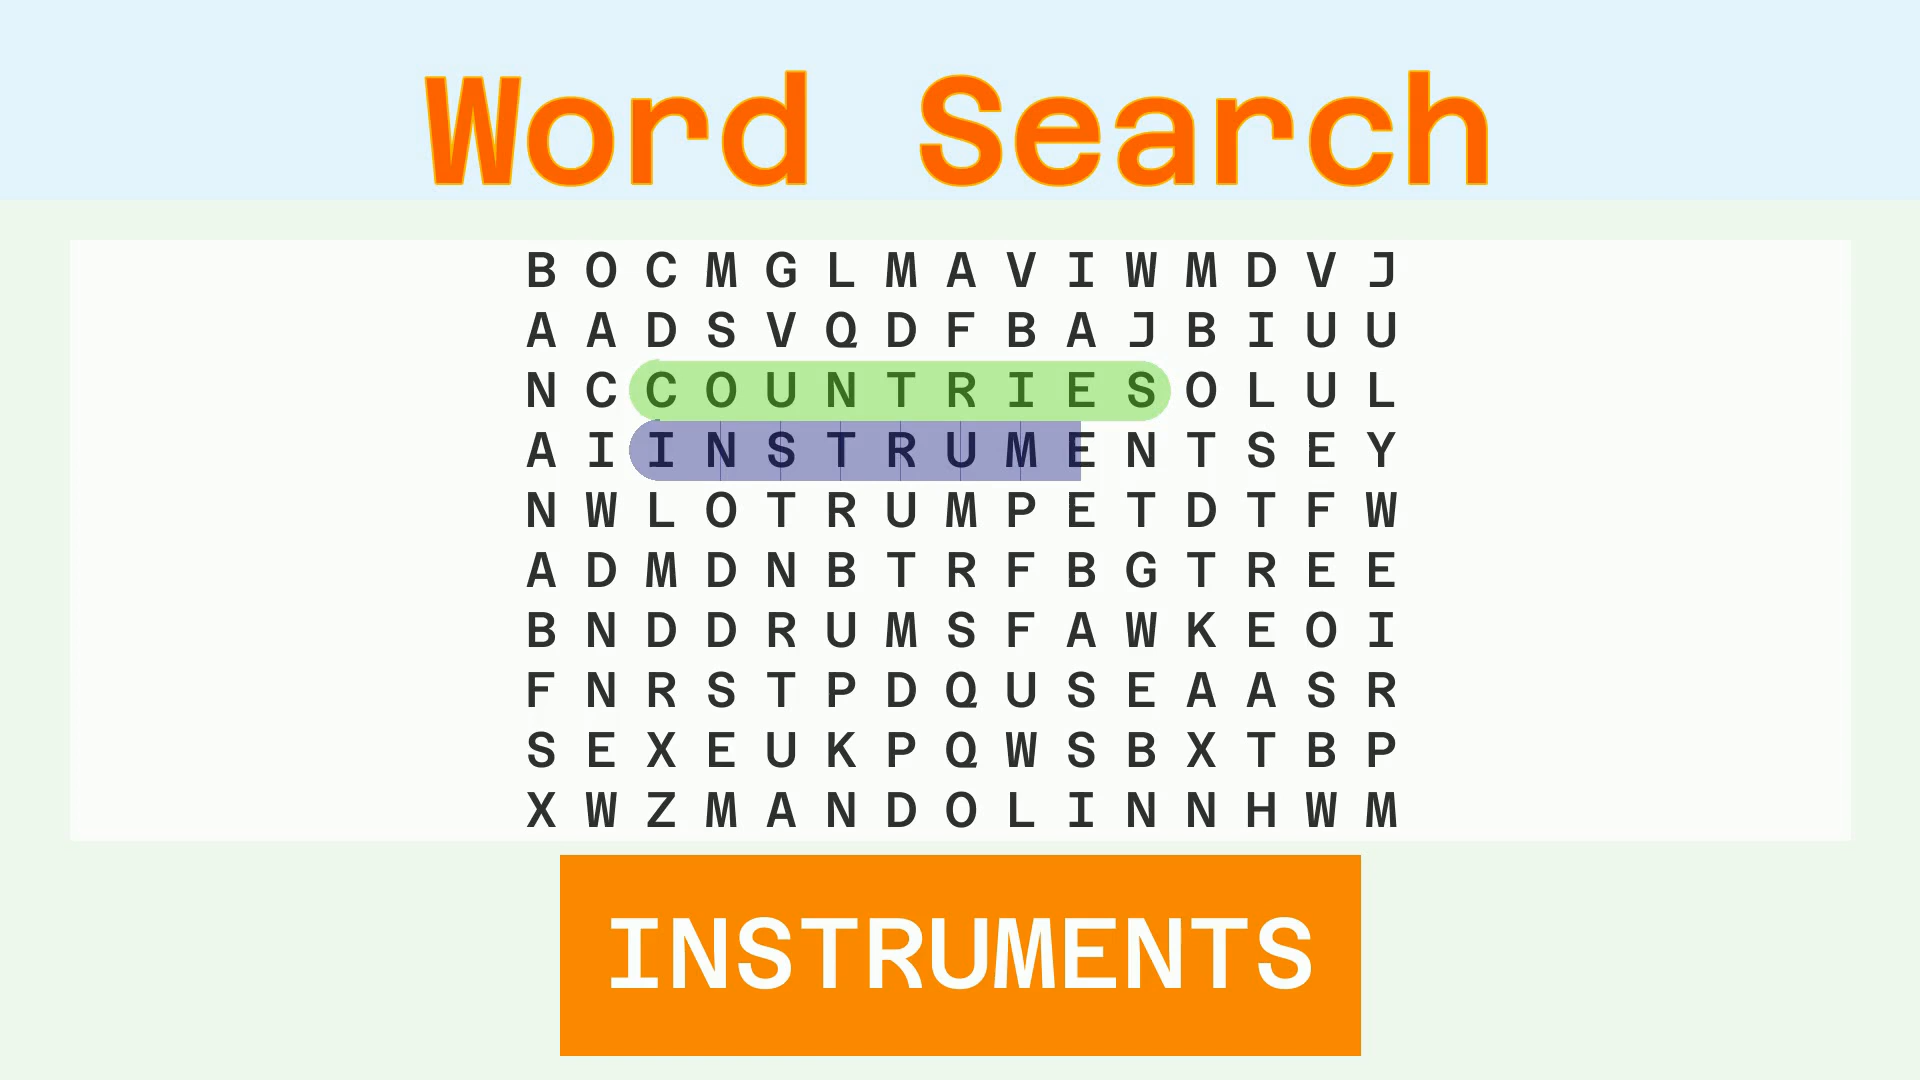 Word Search
B O C M G L M A V I W M D V J
A A D S V Q D F B A J B I U U
N C C O U N T R I E S O L U L
A I I N S T R U M E N T S E Y
N W L O T R U M P E T D T F W
A D M D N B T R F B G T R E E
B N D D R U M S F A W K E O I
F N R S T P D Q U S E A A S R
S E X E U K P Q W S B X T B P
X W Z M A N D O L I N N H W M
INSTRUMENTS